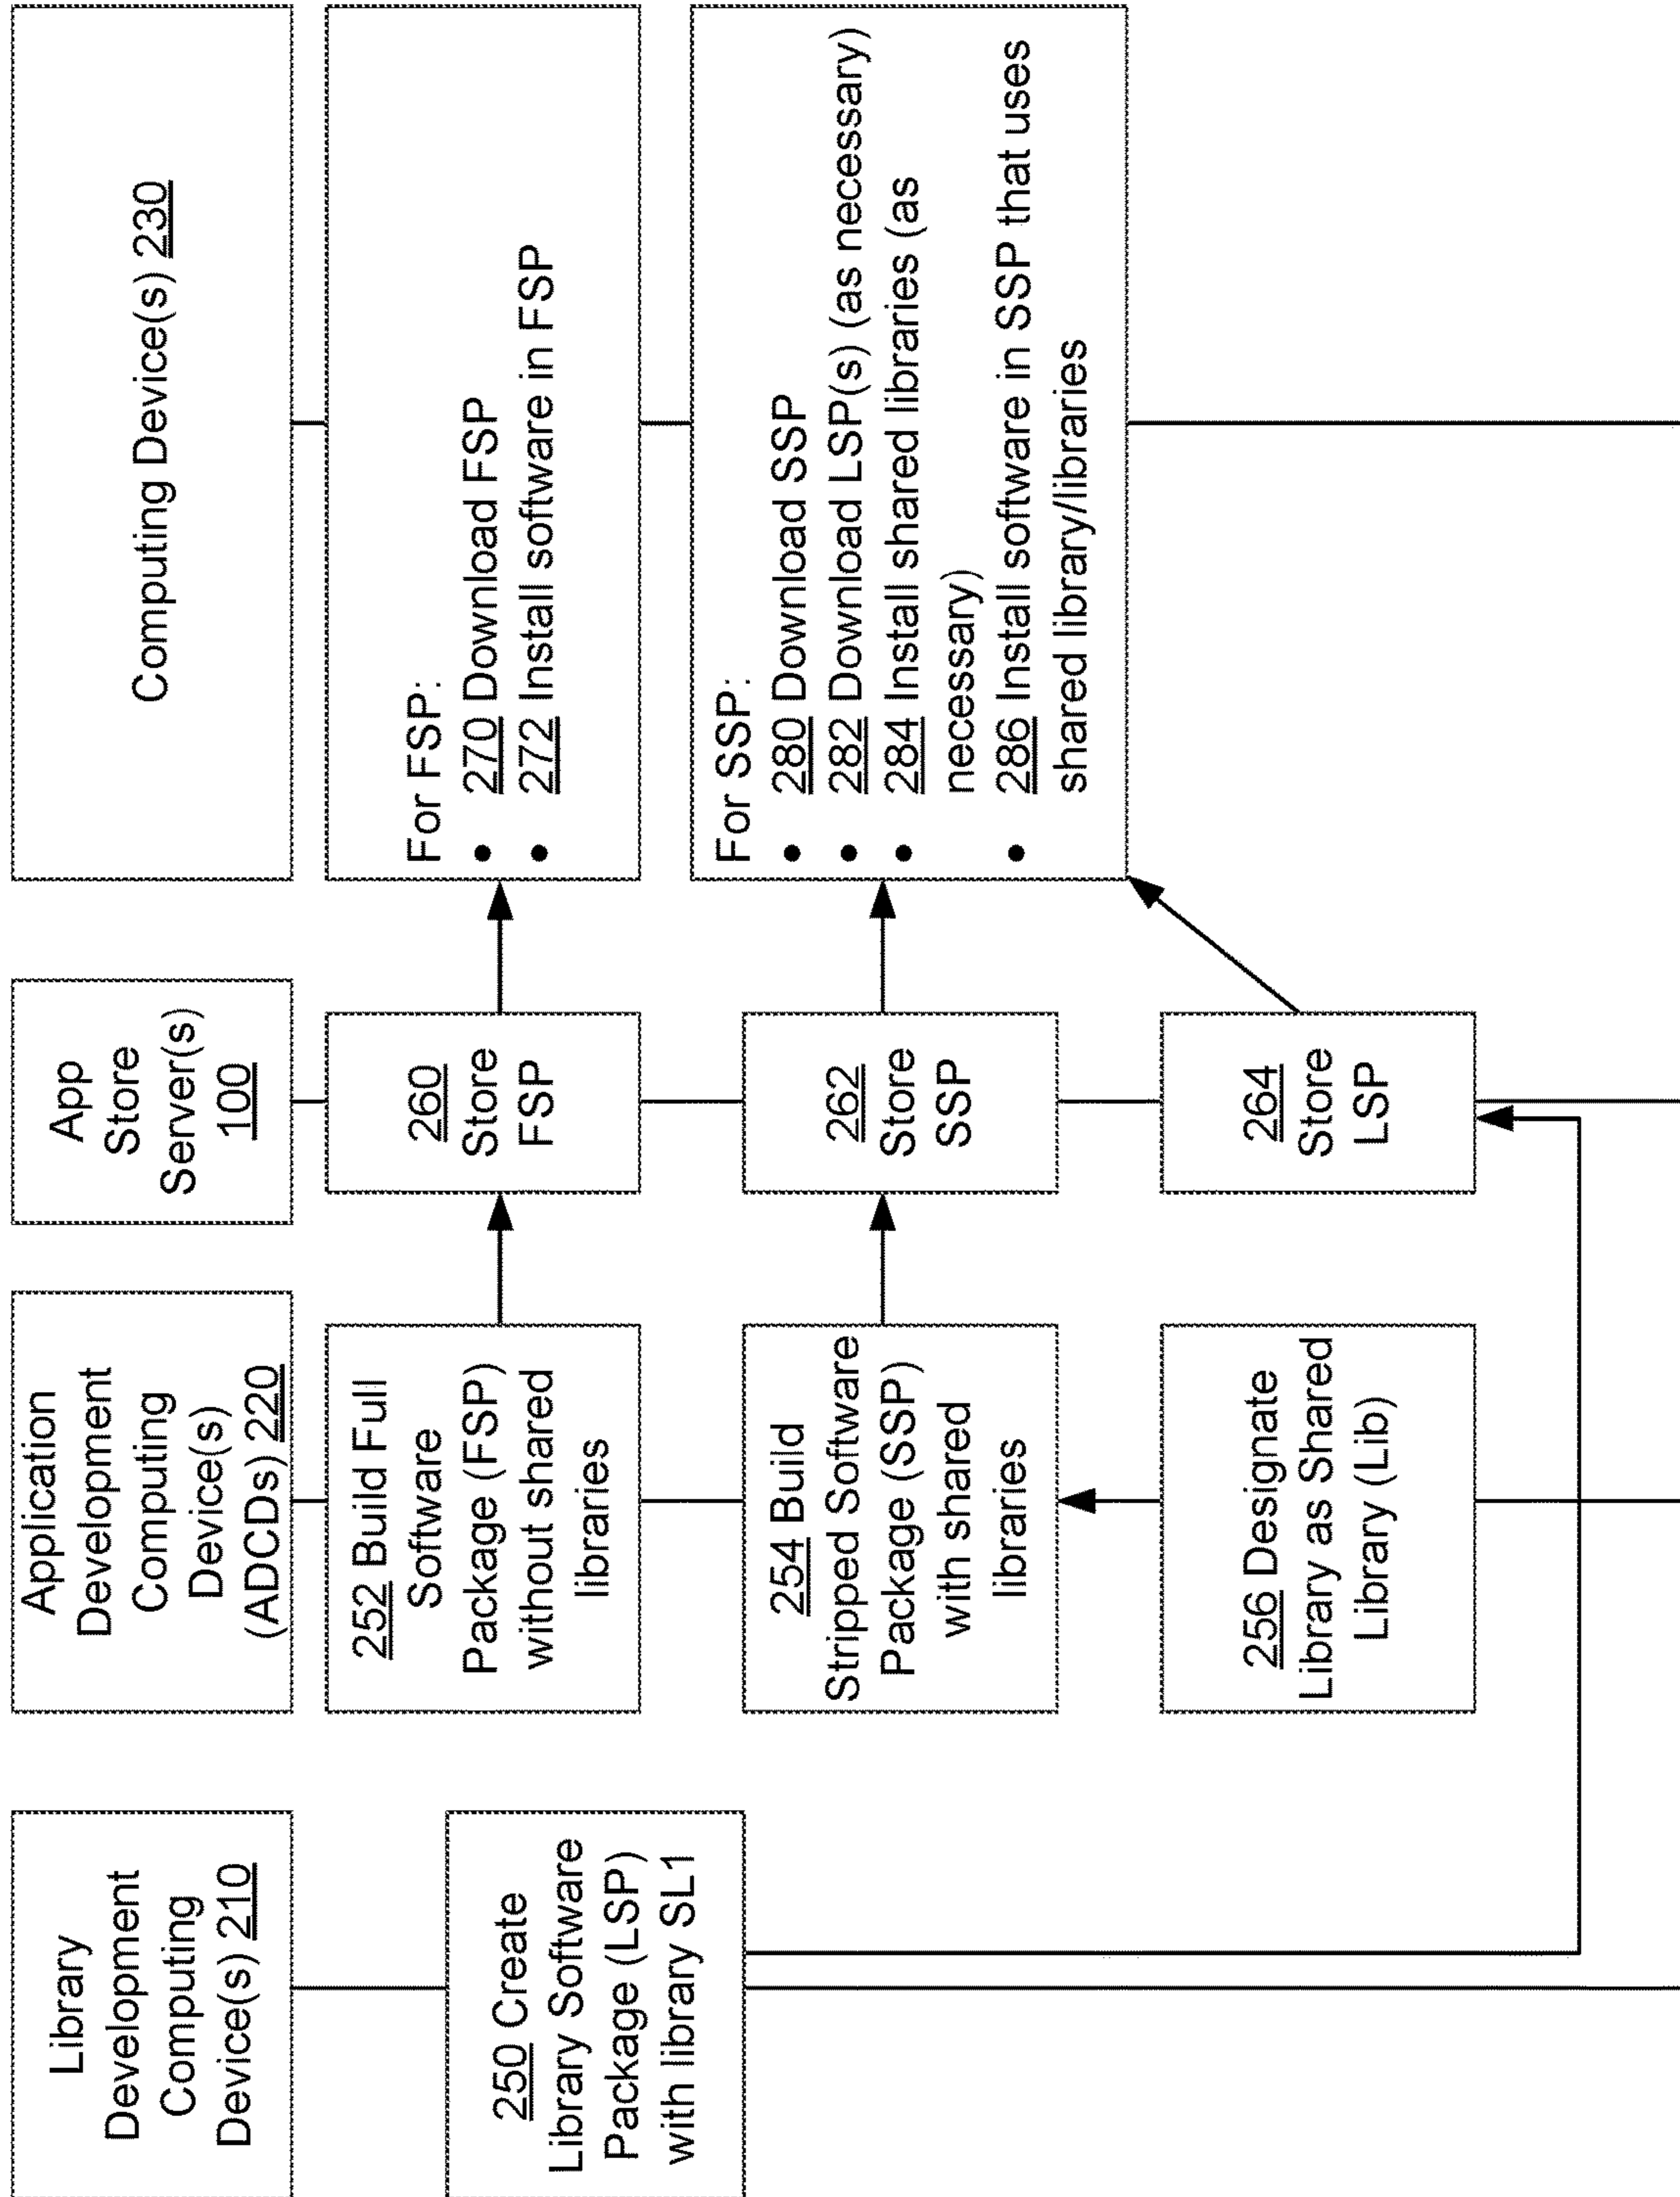 Library
Development
Computing
Device(s) 210
Application
Development
Computing
Device(s)
(ADCDs) 220
App
Store
Server(s)
100
Computing Device(s) 230
250 Create
Library Software
Package (LSP)
with library SL1
252 Build Full
Software
Package (FSP)
without shared
libraries
260
Store
FSP
For FSP:
• 270 Download FSP
• 272 Install software in FSP
254 Build
Stripped Software
Package (SSP)
with shared
libraries
262
Store
SSP
For SSP:
• 280 Download SSP
• 282 Download LSP(s) (as necessary)
• 284 Install shared libraries (as
necessary)
• 286 Install software in SSP that uses
shared library/libraries
256 Designate
Library as Shared
Library (Lib)
264
Store
LSP